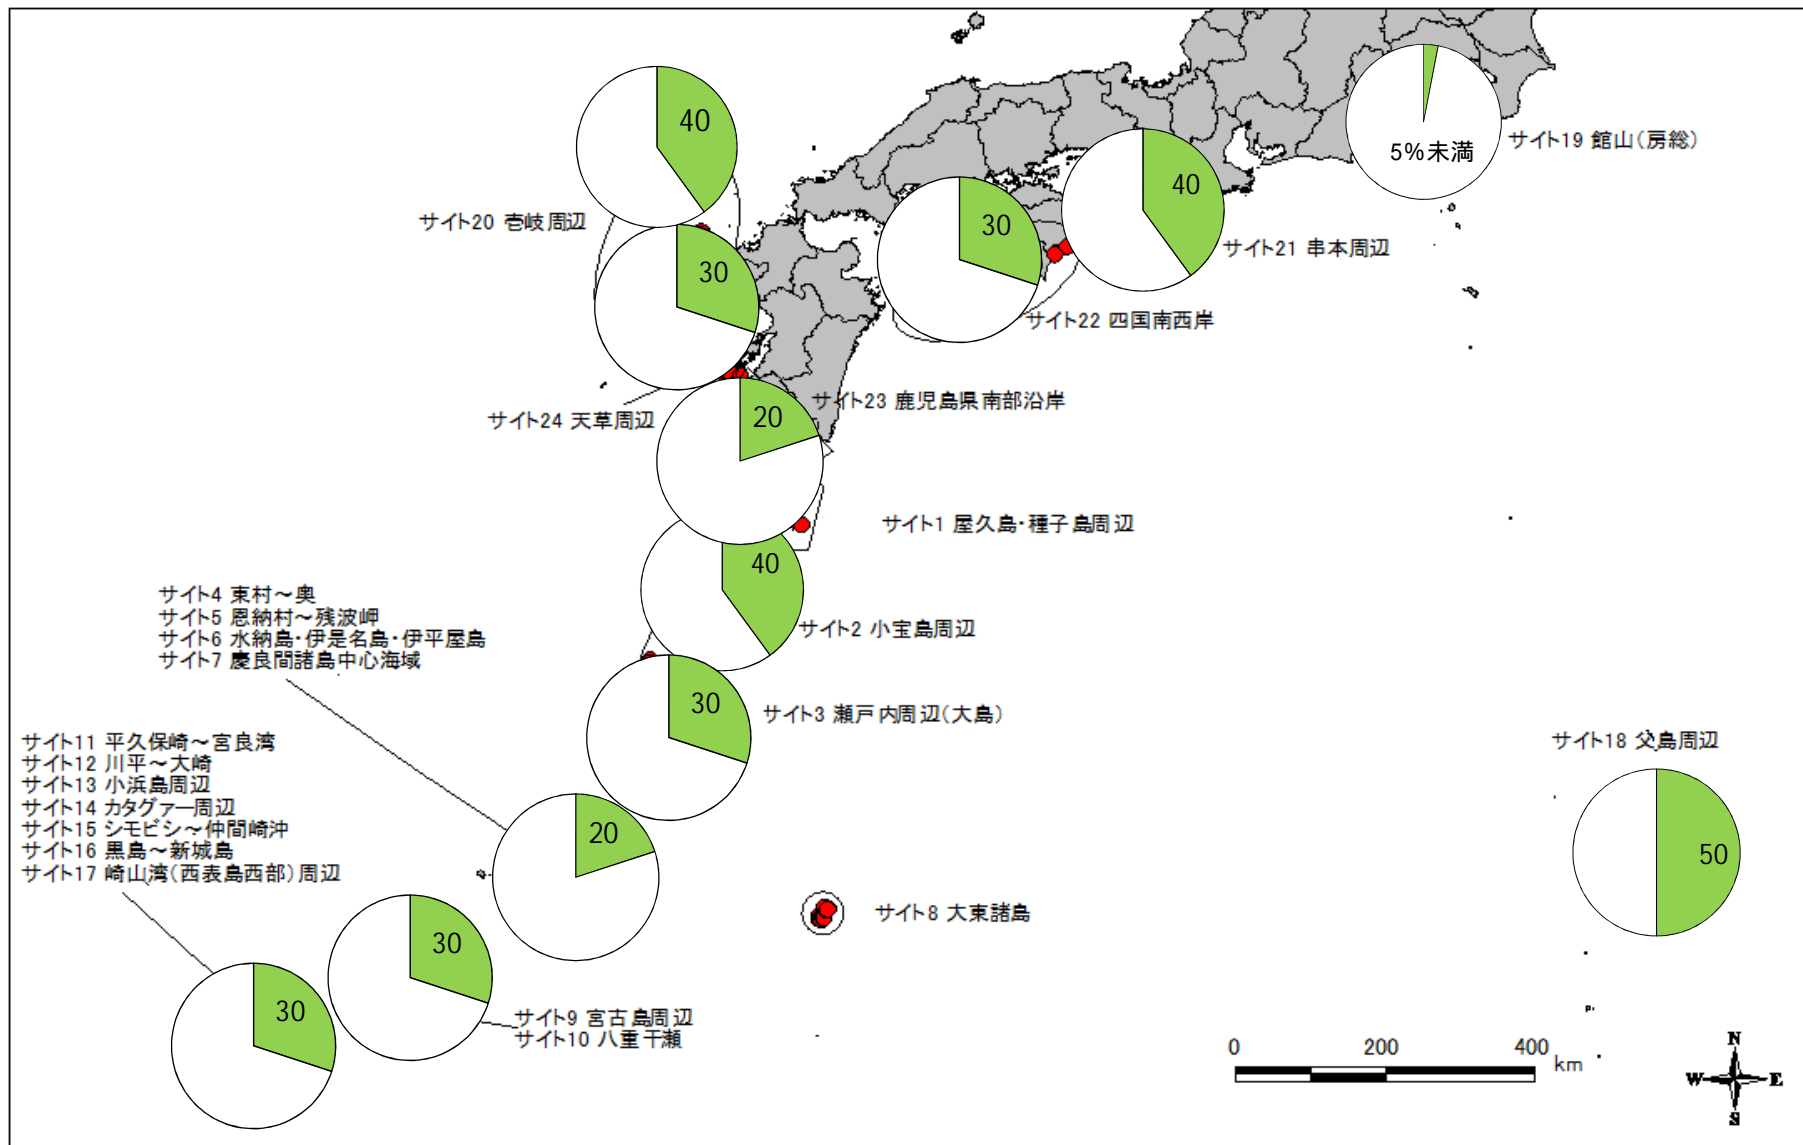 40
5%未満
サイト19 館山(房総)
サイト20 壱岐周辺
40
サイト21 串本周辺
30
サイト22 四国南西岸
30
サイト24 天草周辺
サイト23 鹿児島県南部沿岸
20
サイト1 屋久島・種子島周辺
40
サイト2 小宝島周辺
サイト4 東村～奥
サイト5 恩納村～残波岬
サイト6 水納島・伊是名島・伊平屋島
サイト7 慶良間諸島中心海域
30
サイト3 瀬戸内周辺(大島)
サイト11 平久保崎～宮良湾
サイト12 川平～大崎
サイト13 小浜島周辺
サイト14 カタグァー周辺
サイト15 シモビシ～仲間崎沖
サイト16 黒島～新城島
サイト17 崎山湾(西表島西部)周辺
20
サイト18 父島周辺
50
サイト8 大東諸島
30
サイト9 宮古島周辺
サイト10 八重干瀬
30
0 200 400 km
N
W E
S